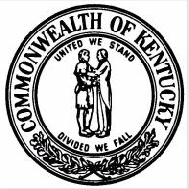 COMMONWEALTH OF KENTUCKY
UNITED WE STAND
DIVIDED WE FALL